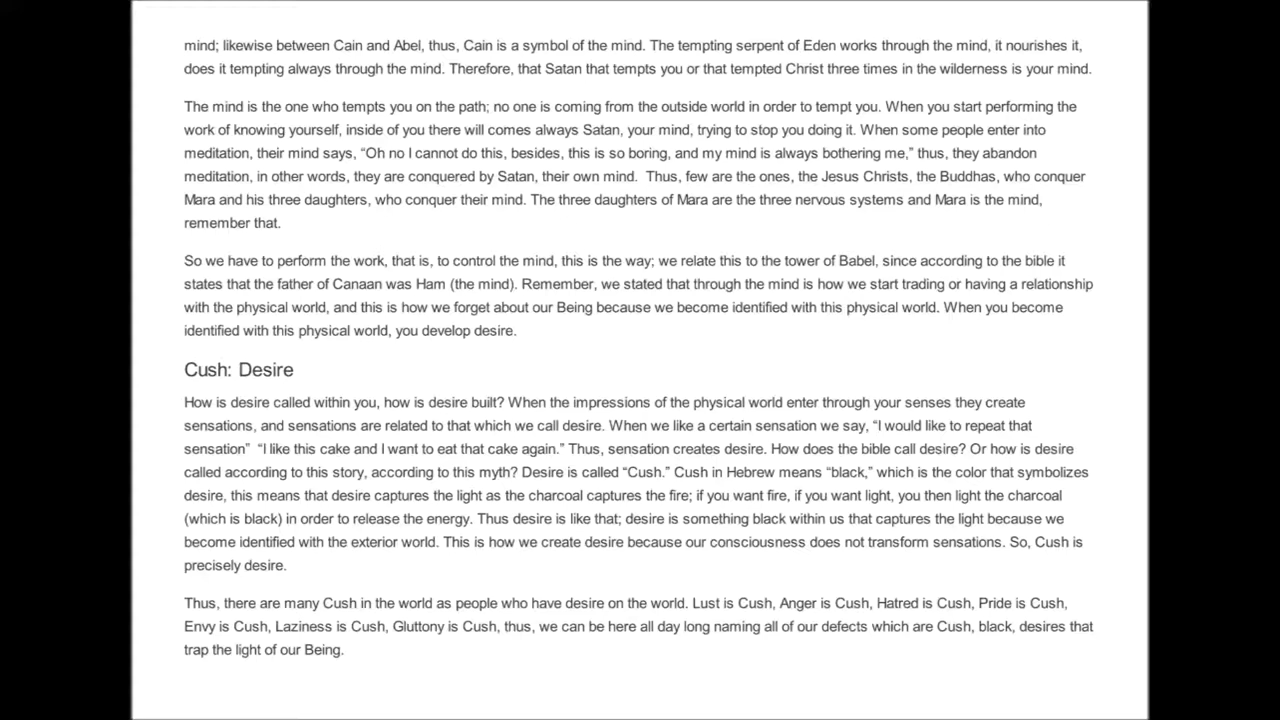 mind; likewise between Cain and Abel, thus, Cain is a symbol of the mind. The tempting serpent of Eden works through the mind, it nourishes it,
does it tempting always through the mind. Therefore, that Satan that tempts you or that tempted Christ three times in the wilderness is your mind.
The mind is the one who tempts you on the path; no one is coming from the outside world in order to tempt you. When you start performing the
work of knowing yourself, inside of you there will comes always Satan, your mind, trying to stop you doing it. When some people enter into
meditation, their mind says, “Oh no I cannot do this, besides, this is so boring, and my mind is always bothering me,” thus, they abandon
meditation, in other words, they are conquered by Satan, their own mind.  Thus, few are the ones, the Jesus Christs, the Buddhas, who conquer
Mara and his three daughters, who conquer their mind. The three daughters of Mara are the three nervous systems and Mara is the mind,
remember that.
So we have to perform the work, that is, to control the mind, this is the way; we relate this to the tower of Babel, since according to the bible it
states that the father of Canaan was Ham (the mind). Remember, we stated that through the mind is how we start trading or having a relationship
with the physical world, and this is how we forget about our Being because we become identified with this physical world. When you become
identified with this physical world, you develop desire.
Cush: Desire
How is desire called within you, how is desire built? When the impressions of the physical world enter through your senses they create
sensations, and sensations are related to that which we call desire. When we like a certain sensation we say, “I would like to repeat that
sensation”  “I like this cake and I want to eat that cake again.” Thus, sensation creates desire. How does the bible call desire? Or how is desire
called according to this story, according to this myth? Desire is called “Cush.” Cush in Hebrew means “black,” which is the color that symbolizes
desire, this means that desire captures the light as the charcoal captures the fire; if you want fire, if you want light, you then light the charcoal
(which is black) in order to release the energy. Thus desire is like that; desire is something black within us that captures the light because we
become identified with the exterior world. This is how we create desire because our consciousness does not transform sensations. So, Cush is
precisely desire.
Thus, there are many Cush in the world as people who have desire on the world. Lust is Cush, Anger is Cush, Hatred is Cush, Pride is Cush,
Envy is Cush, Laziness is Cush, Gluttony is Cush, thus, we can be here all day long naming all of our defects which are Cush, black, desires that
trap the light of our Being.